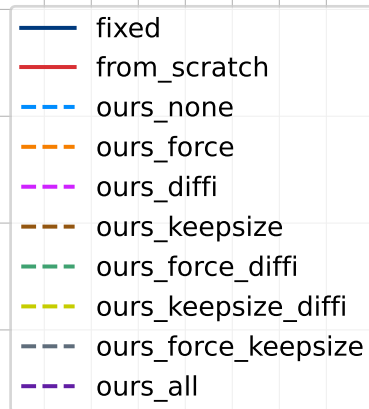 fixed
from_scratch
ours_none
ours_force
ours_diffi
ours_keepsize
ours_force_diffi
ours_keepsize_diffi
ours_force_keepsize
ours_all